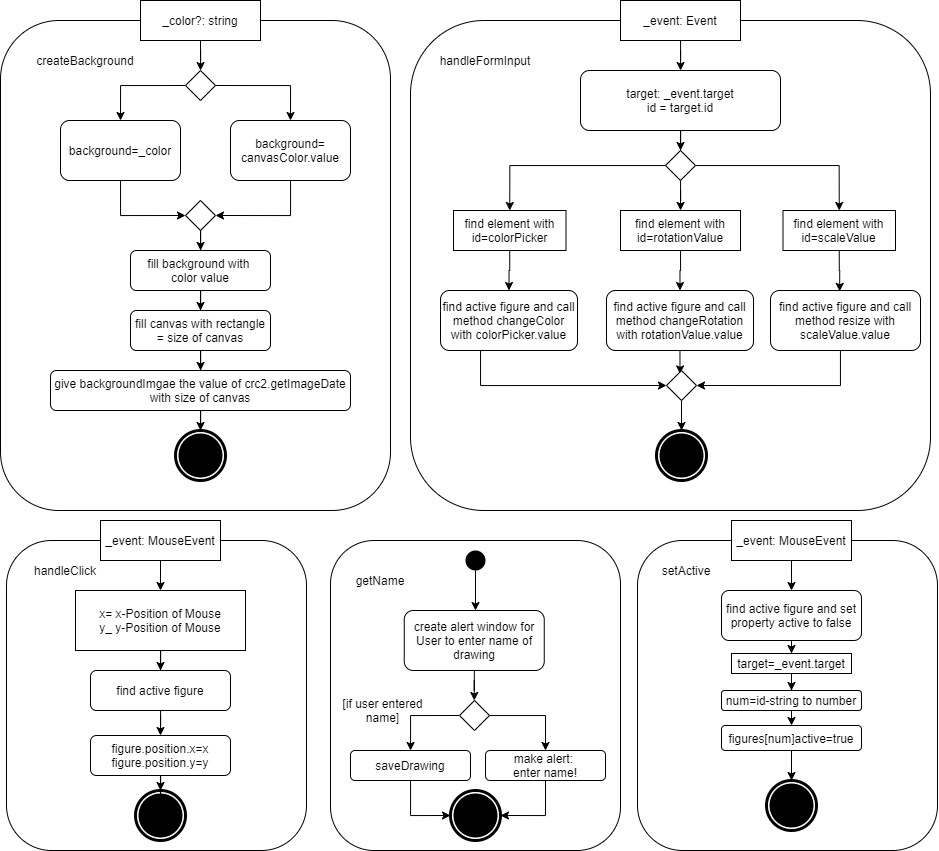 _color?: string
createBackground
background=_color
background=
canvasColor.value
fill background with
color value
fill canvas with rectangle
= size of canvas
give backgroundImgae the value of crc2.getImageDate
with size of canvas
_event: Event
handleFormInput
target: _event.target
id = target.id
find element with
id=colorPicker
find element with
id=rotationValue
find element with
id=scaleValue
find active figure and call
method changeColor
with colorPicker.value
find active figure and call
method changeRotation
with rotationValue.value
find active figure and call
method resize with
scaleValue.value
_event: MouseEvent
handleClick
x= x-Position of Mouse
y_ y-Position of Mouse
find active figure
figure.position.x=x
figure.position.y=y
getName
create alert window for
User to enter name of
drawing
[if user entered
name]
saveDrawing
make alert:
enter name!
_event: MouseEvent
setActive
find active figure and set
property active to false
target=_event.target
num=id-string to number
figures[num]active=true